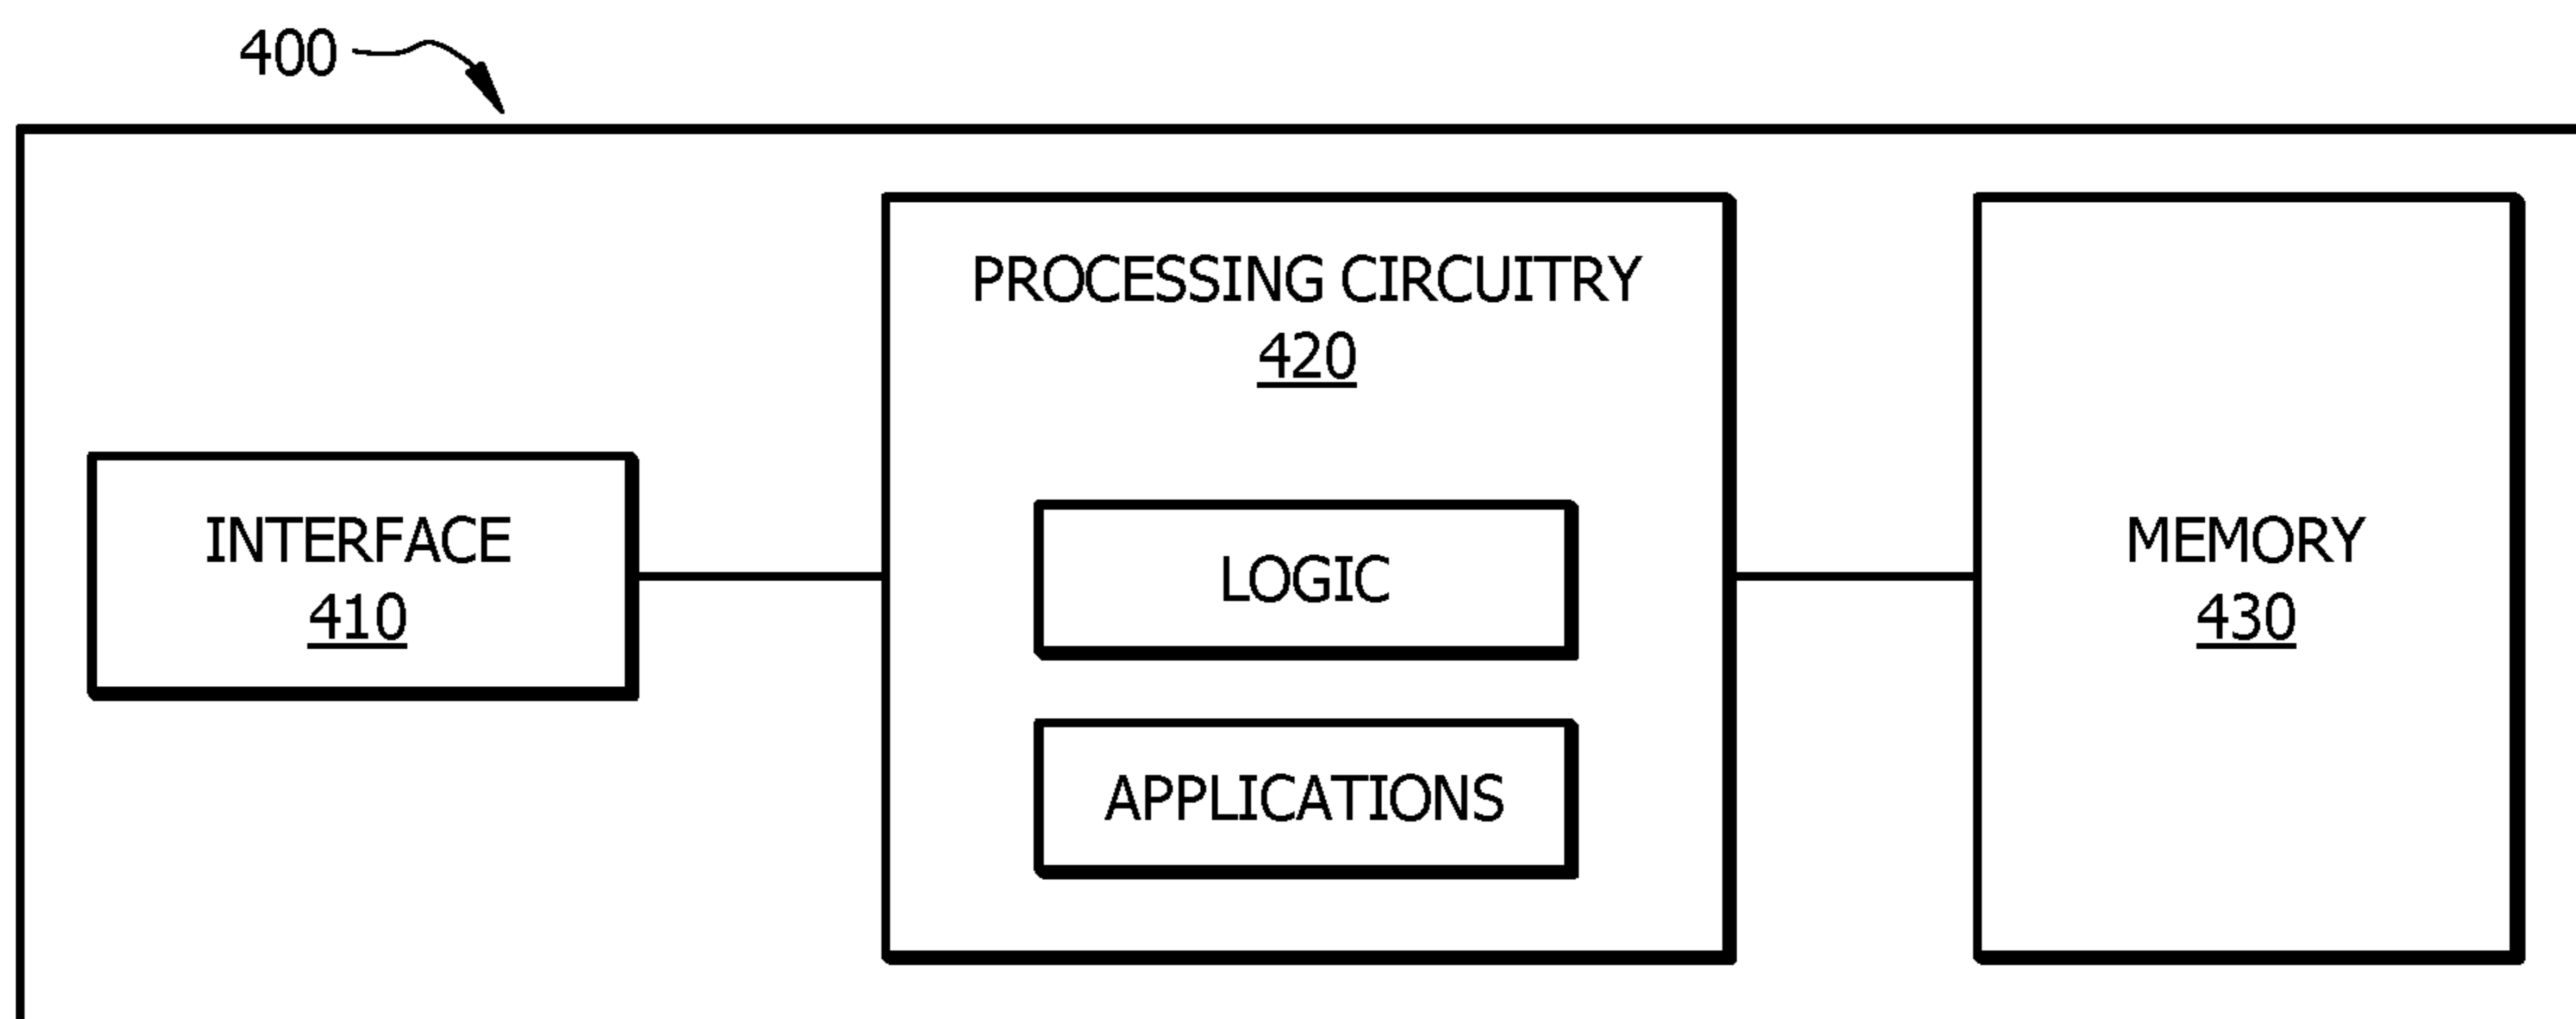 400
PROCESSING CIRCUITRY
420
INTERFACE
410
LOGIC
APPLICATIONS
MEMORY
430